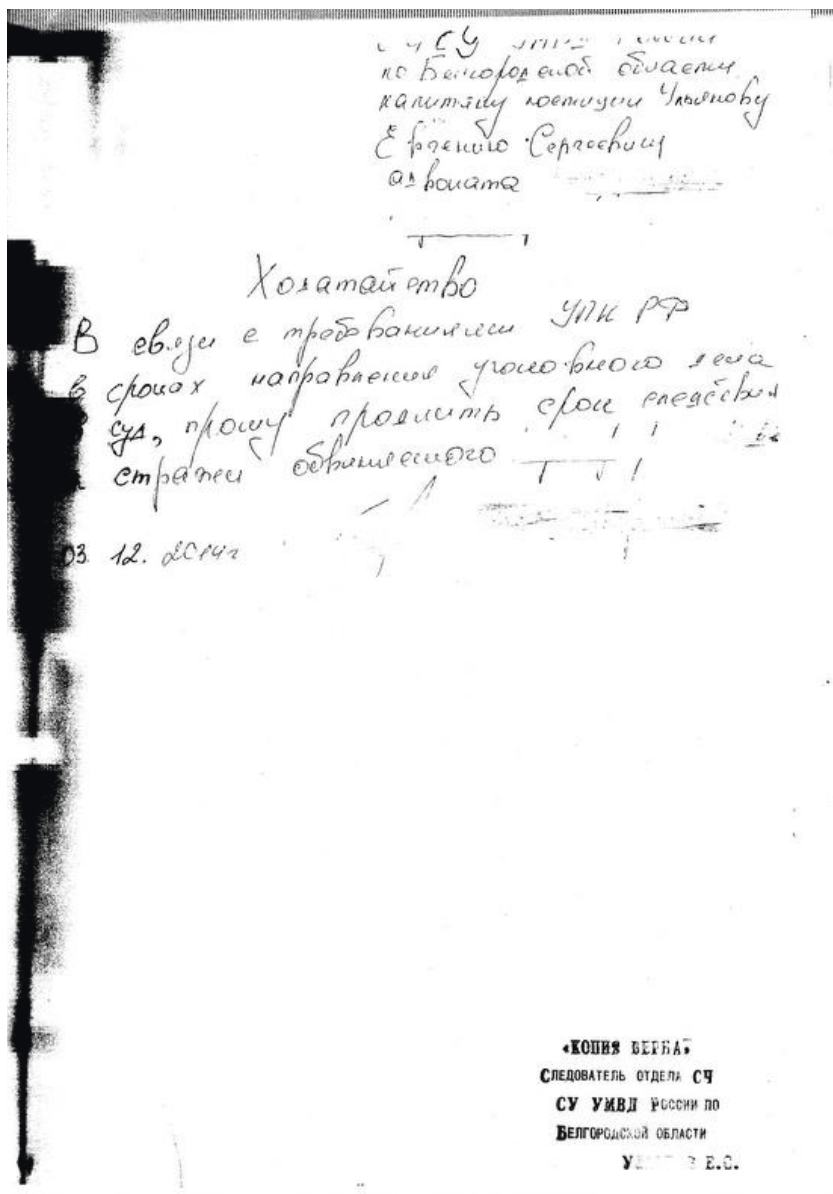 СУ
по Белгородской области
капитану юстиции Ульянову
Евгению Сергеевичу
адвоката
Ходатайство
В связи с требованиями УПК РФ
в сроках направления уголовного дела
суд, прошу продлить срок следствия
стражи обвиняемого
03 12. 2014г
«КОПИЯ ВЕРНА»
СЛЕДОВАТЕЛЬ ОТДЕЛА СЧ
СУ УМВД РОССИИ ПО
БЕЛГОРОДСКОЙ ОБЛАСТИ
Е.С.